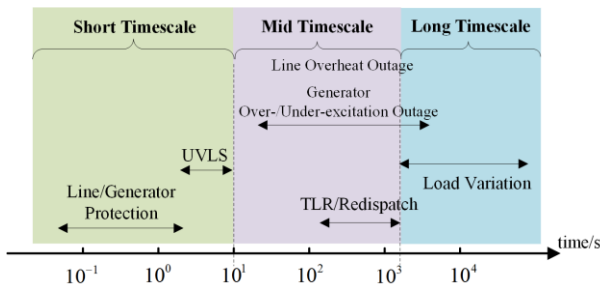 Short Timescale
Mid Timescale
Long Timescale
Line Overheat Outage
Generator
Over-/Under-excitation Outage
UVLS
Line/Generator
Protection
TLR/Redispatch
Load Variation
time/s
10⁻¹ 10⁰ 10¹ 10² 10³ 10⁴